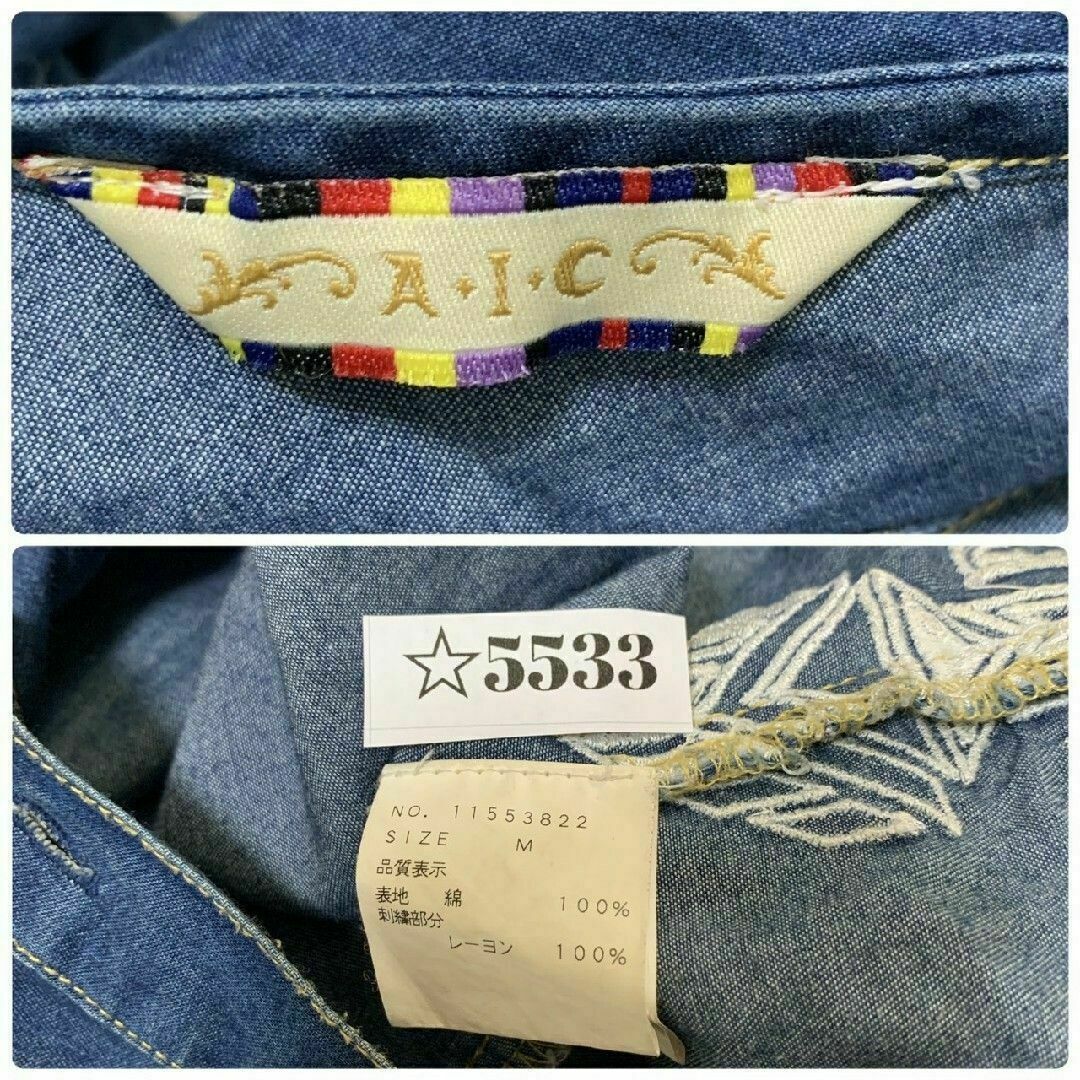 A・I・C
☆5533
NO. 11553822
SIZE M
品質表示
表地 綿 100%
刺繍部分
レーヨン 100%